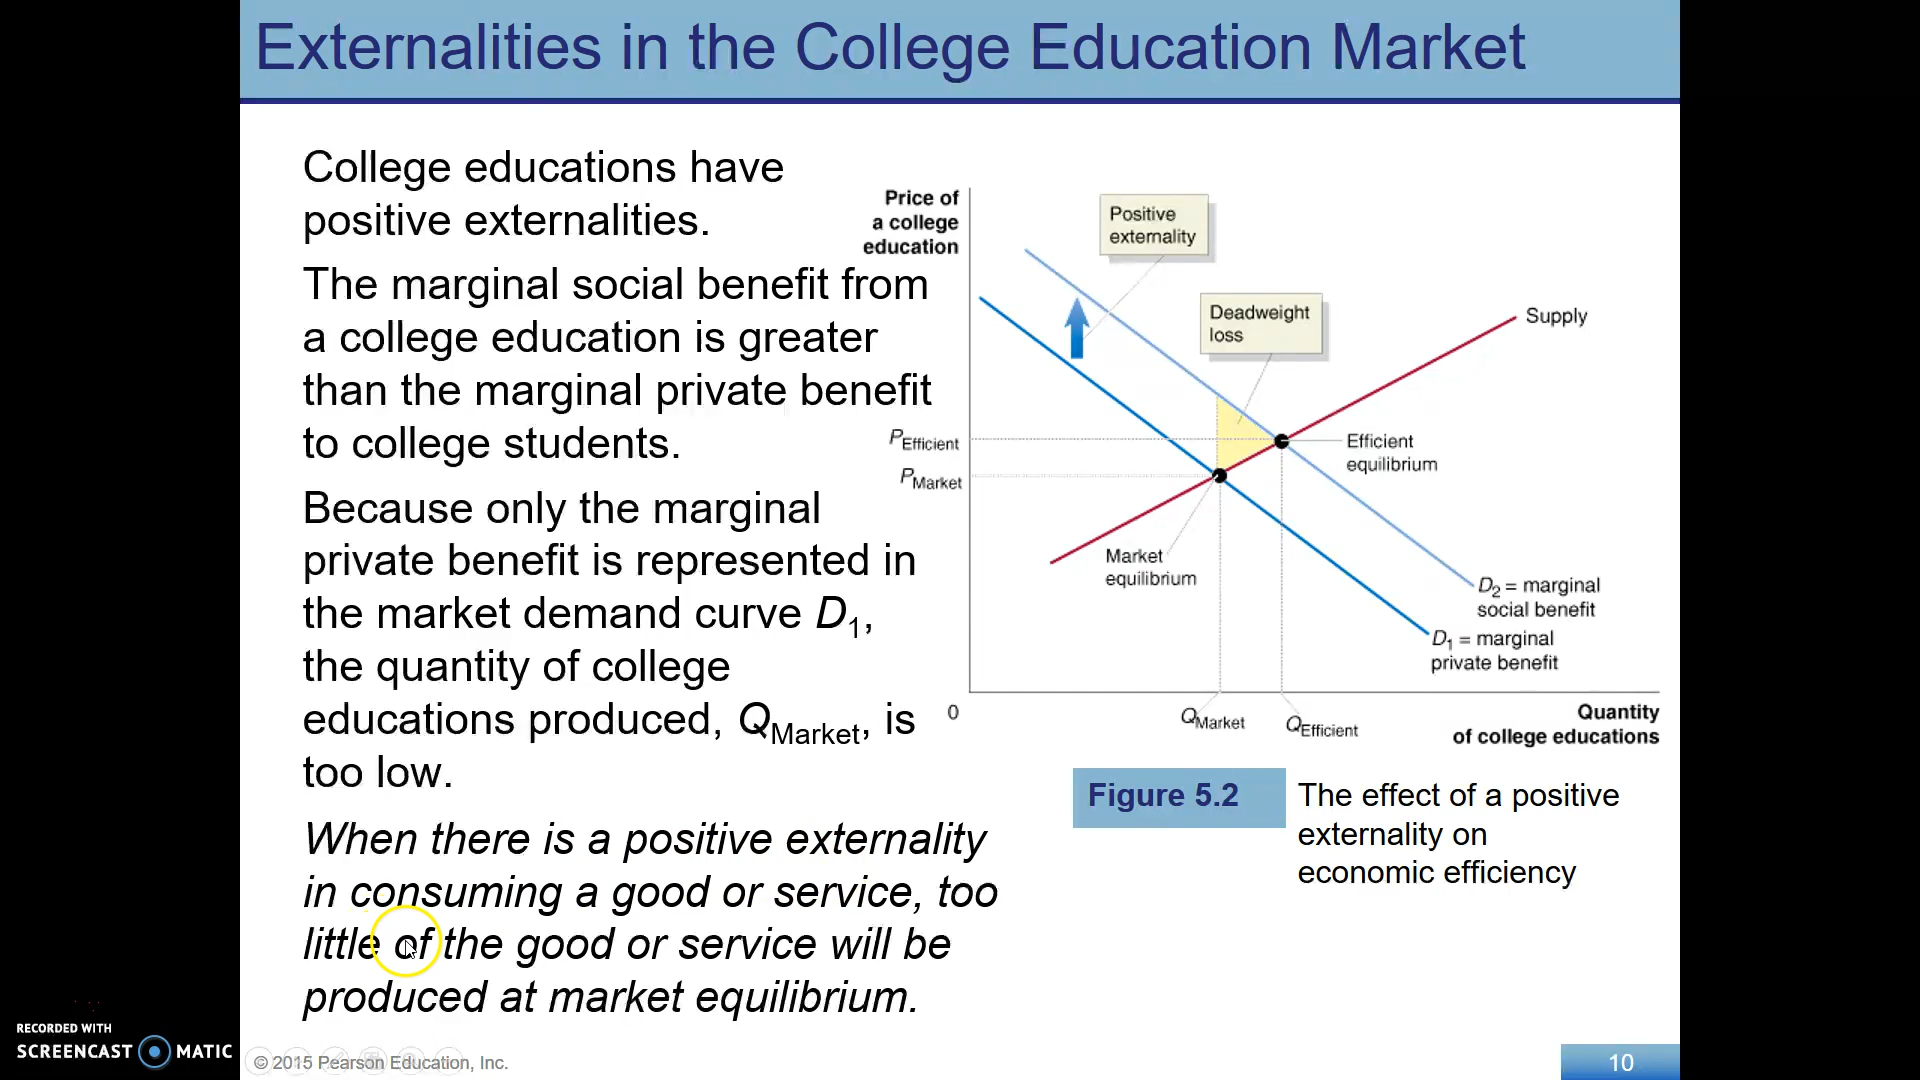 Externalities in the College Education Market
College educations have
positive externalities.
The marginal social benefit from
a college education is greater
than the marginal private benefit
to college students.
Because only the marginal
private benefit is represented in
the market demand curve D1,
the quantity of college
educations produced, QMarket, is
too low.
When there is a positive externality
in consuming a good or service, too
little of the good or service will be
produced at market equilibrium.
Price of
a college
education
Positive
externality
Deadweight
loss
Supply
PEfficient
PMarket
Efficient
equilibrium
Market
equilibrium
D2 = marginal
social benefit
D1 = marginal
private benefit
0
QMarket
QEfficient
Quantity
of college educations
Figure 5.2
The effect of a positive
externality on
economic efficiency
RECORDED WITH
SCREENCAST MATIC
© 2015 Pearson Education, Inc.
10